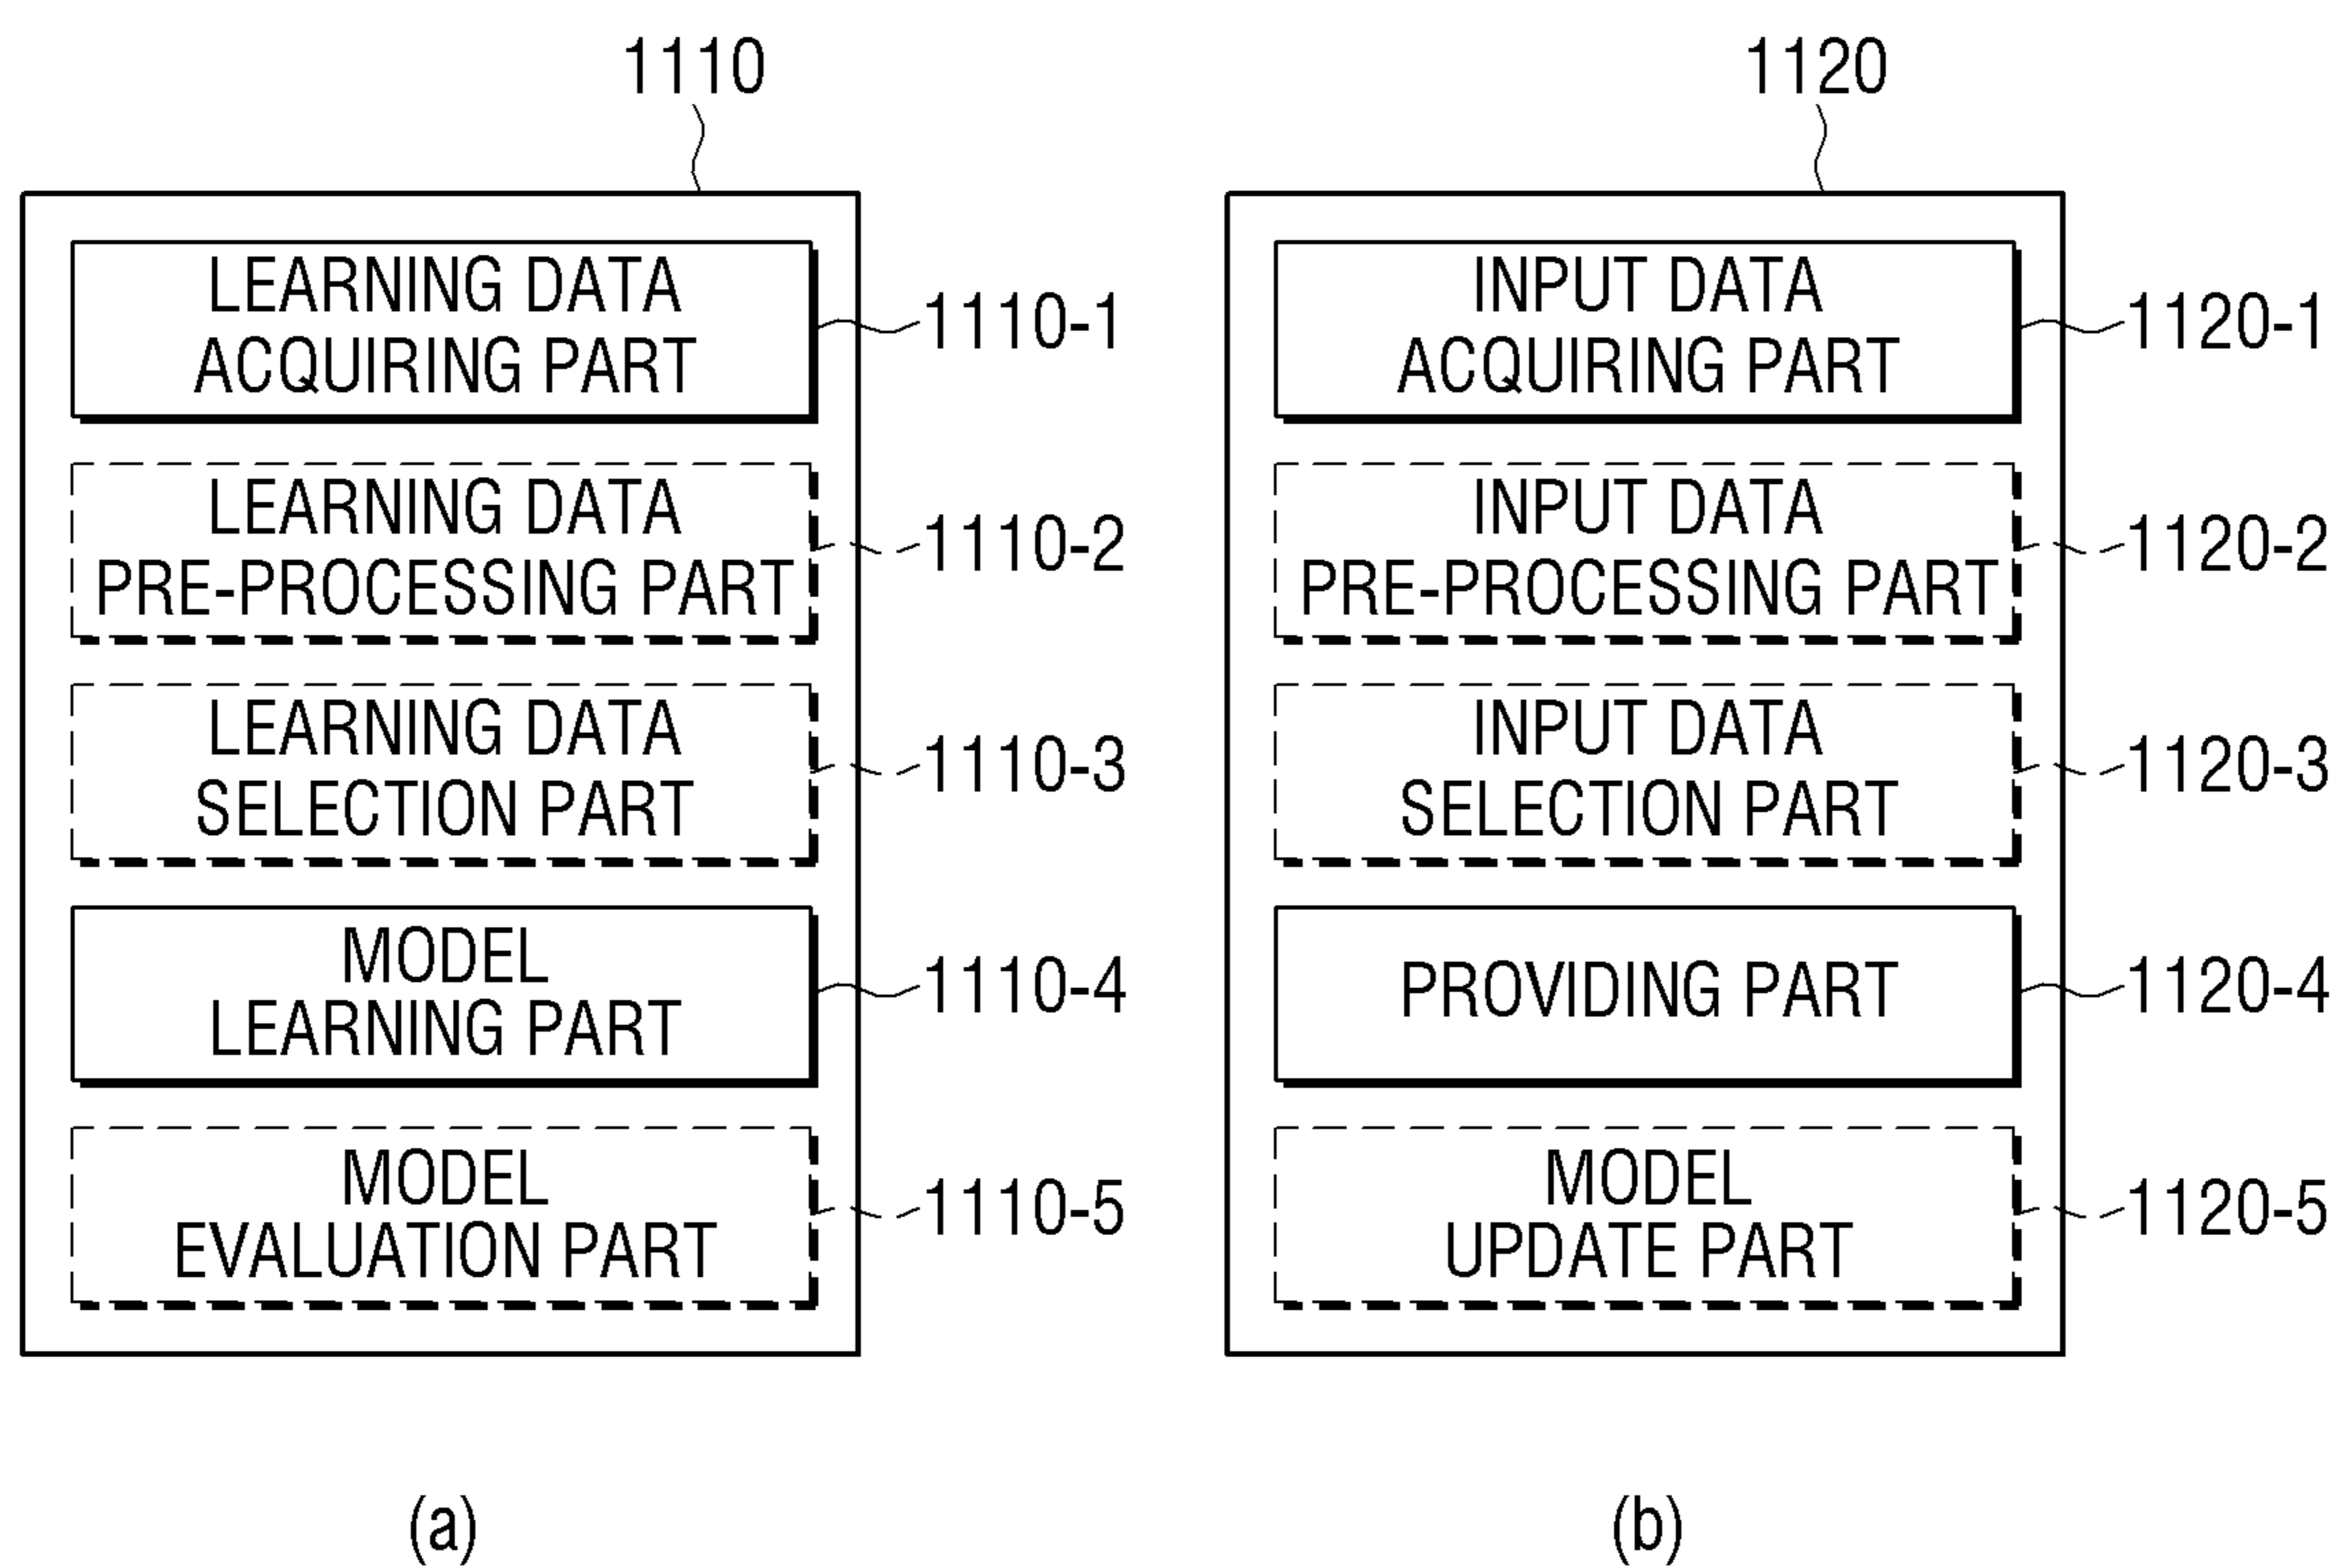 1110
LEARNING DATA
ACQUIRING PART
1110-1
LEARNING DATA
PRE-PROCESSING PART
1110-2
LEARNING DATA
SELECTION PART
1110-3
MODEL
LEARNING PART
1110-4
MODEL
EVALUATION PART
1110-5
(a)
1120
INPUT DATA
ACQUIRING PART
1120-1
INPUT DATA
PRE-PROCESSING PART
1120-2
INPUT DATA
SELECTION PART
1120-3
PROVIDING PART
1120-4
MODEL
UPDATE PART
1120-5
(b)